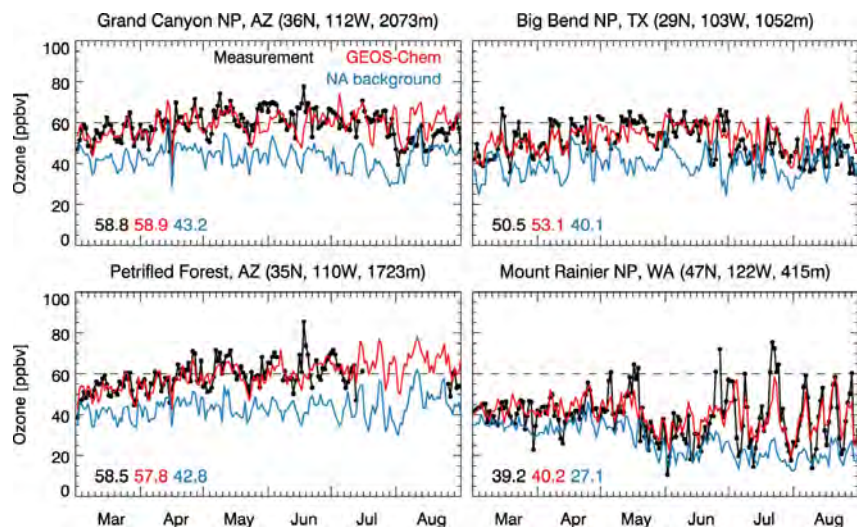 Grand Canyon NP, AZ (36N, 112W, 2073m)
Big Bend NP, TX (29N, 103W, 1052m)
100
80
60
40
20
0
Ozone [ppbv]
Measurement
GEOS-Chem
NA background
58.8 58.9 43.2
50.5 53.1 40.1
Petrified Forest, AZ (35N, 110W, 1723m)
Mount Rainier NP, WA (47N, 122W, 415m)
100
80
60
40
20
0
Ozone [ppbv]
58.5 57.8 42.8
39.2 40.2 27.1
Mar Apr May Jun Jul Aug
Mar Apr May Jun Jul Aug